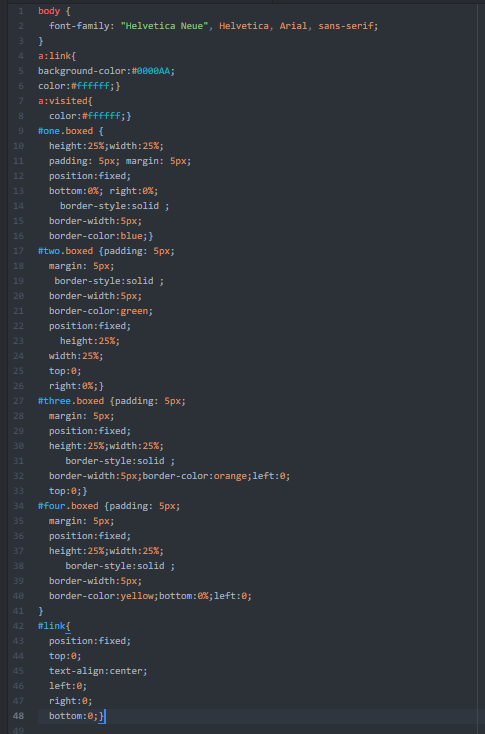 1 body {
2 font-family: "Helvetica Neue", Helvetica, Arial, sans-serif;
3 }
4 a:link{
5 background-color:#0000AA;
6 color:#ffffff;}
7 a:visited{
8 color:#ffffff;}
9 #one.boxed {
10 height:25%;width:25%;
11 padding: 5px; margin: 5px;
12 position:fixed;
13 bottom:0%; right:0%;
14 border-style:solid ;
15 border-width:5px;
16 border-color:blue;}
17 #two.boxed {padding: 5px;
18 margin: 5px;
19 border-style:solid ;
20 border-width:5px;
21 border-color:green;
22 position:fixed;
23 height:25%;
24 width:25%;
25 top:0;
26 right:0%;}
27 #three.boxed {padding: 5px;
28 margin: 5px;
29 position:fixed;
30 height:25%;width:25%;
31 border-style:solid ;
32 border-width:5px;border-color:orange;left:0;
33 top:0;}
34 #four.boxed {padding: 5px;
35 margin: 5px;
36 position:fixed;
37 height:25%;width:25%;
38 border-style:solid ;
39 border-width:5px;
40 border-color:yellow;bottom:0%;left:0;
41 }
42 #link{
43 position:fixed;
44 top:0;
45 text-align:center;
46 left:0;
47 right:0;
48 bottom:0;}
49